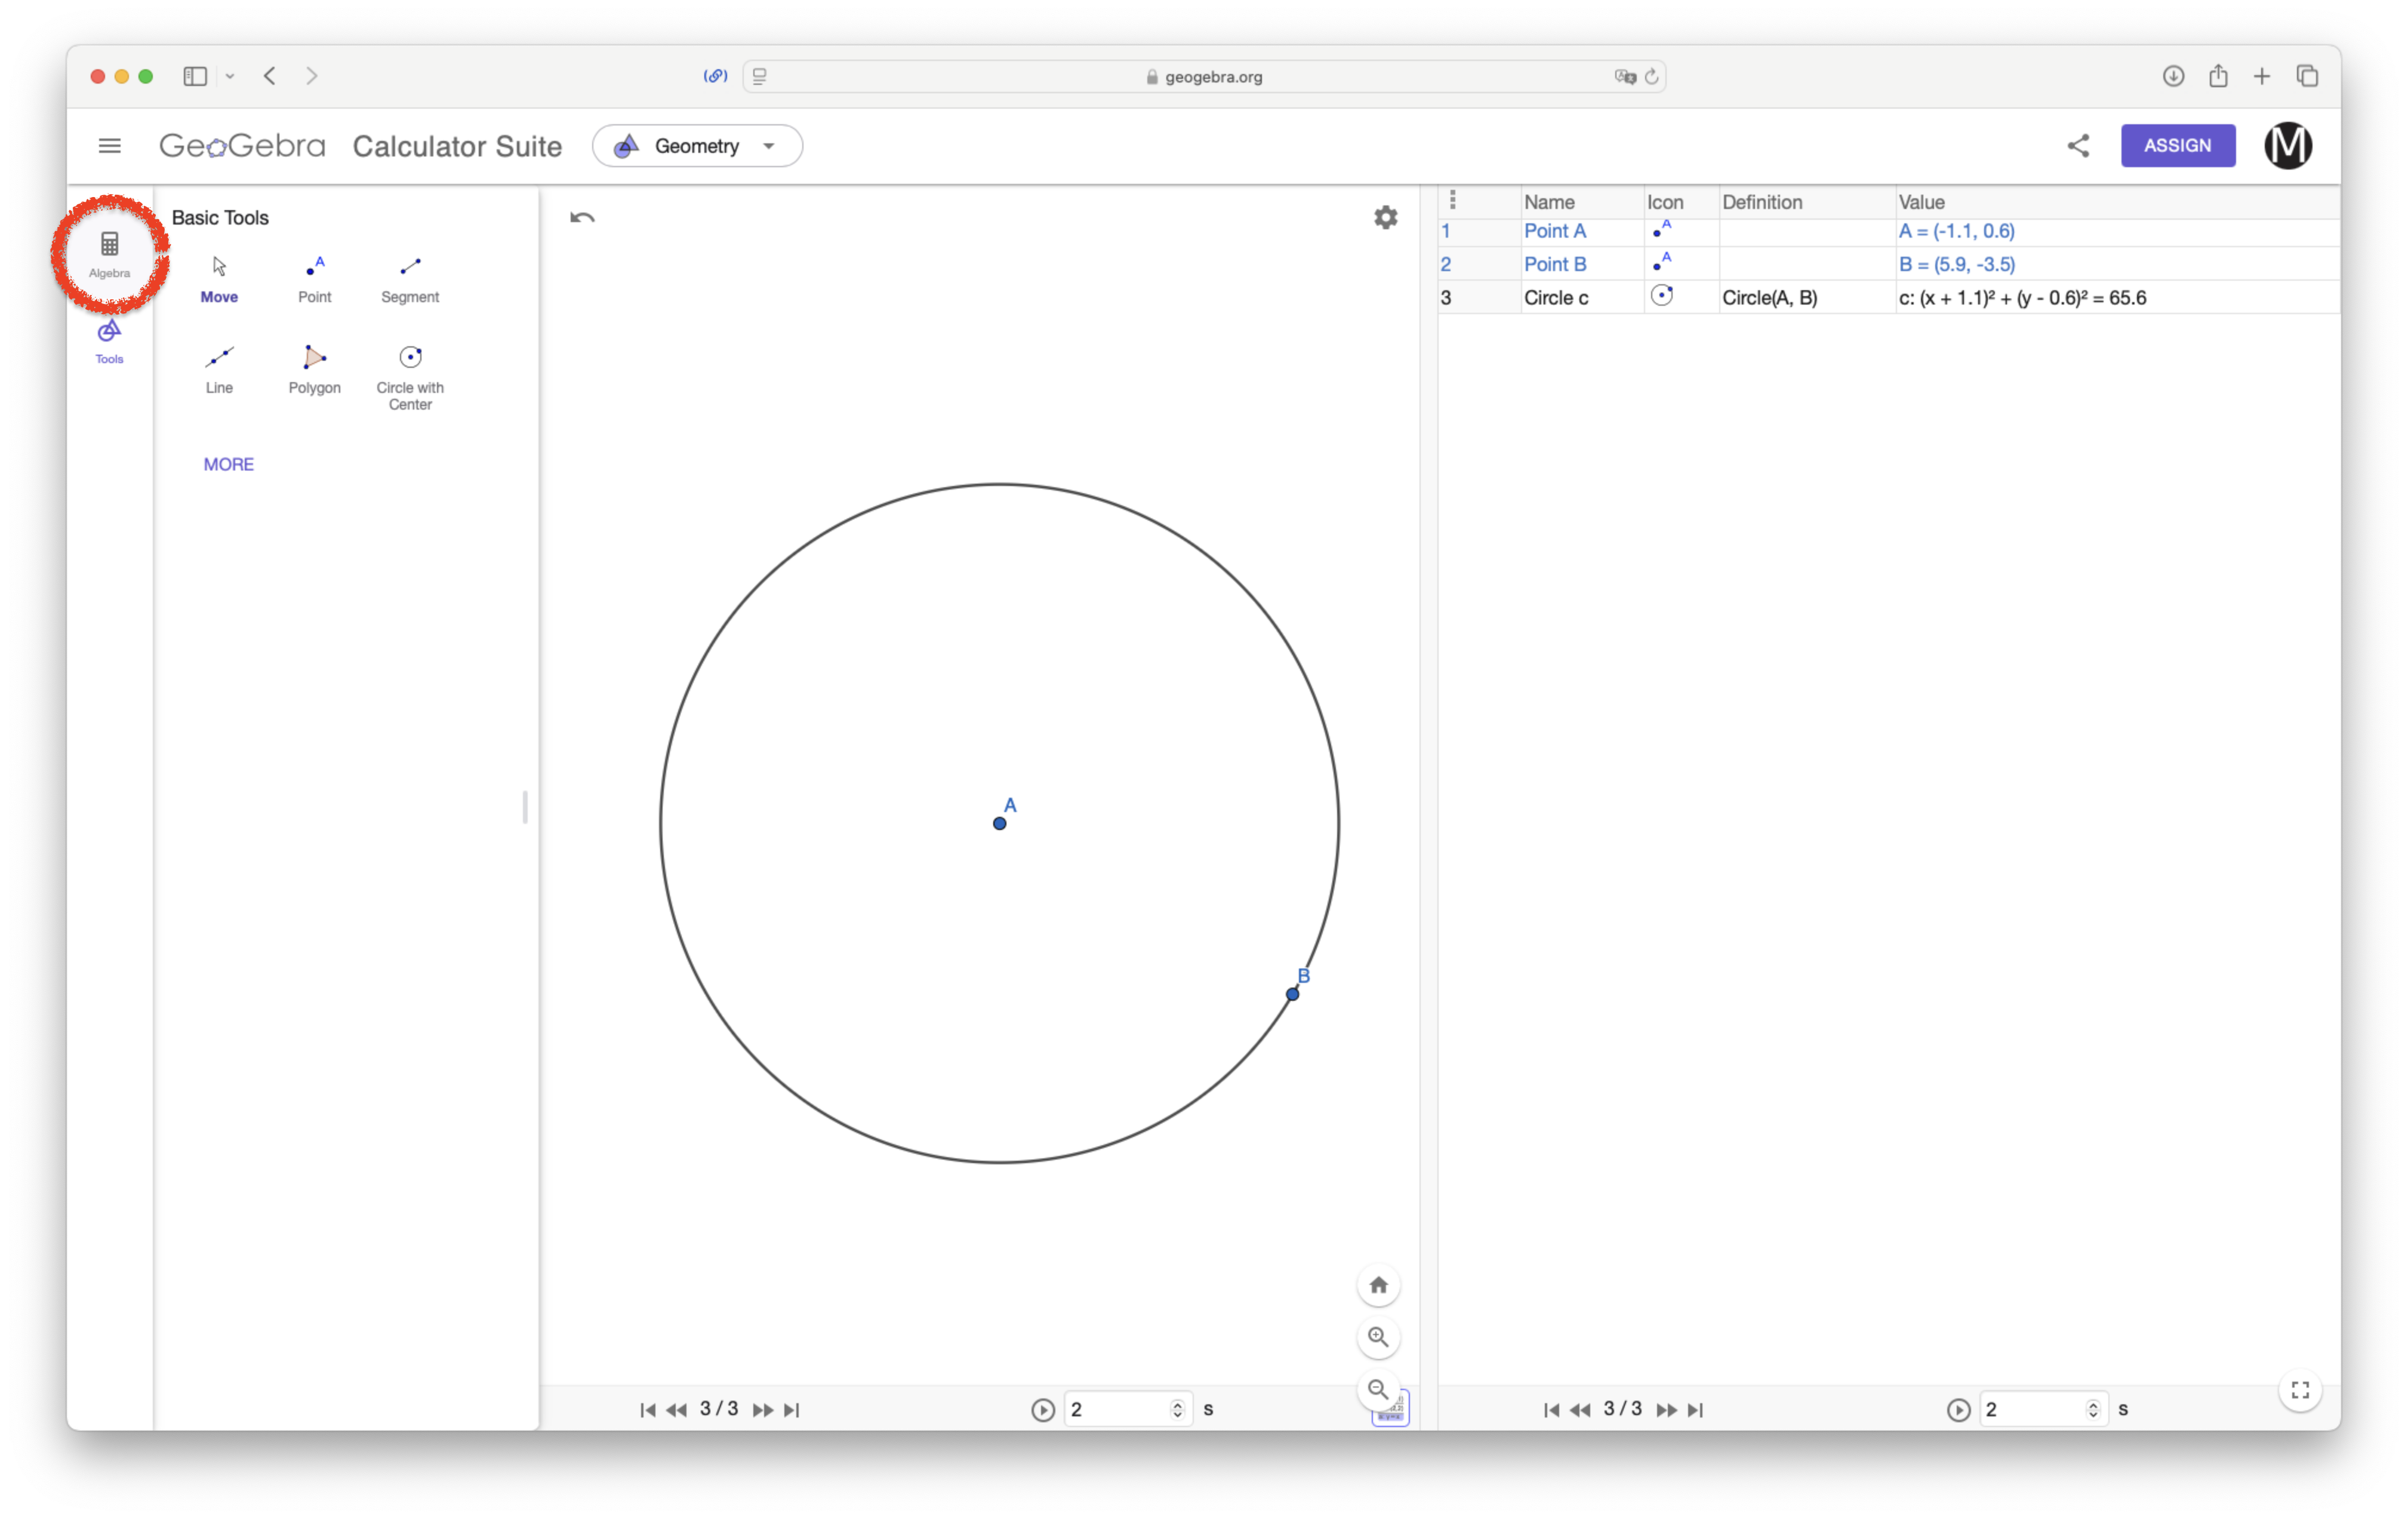 geogebra.org
GeoGebra Calculator Suite Geometry ASSIGN M
Algebra
Tools
Basic Tools
Move Point Segment
Line Polygon Circle with Center
MORE
A
B
3 / 3 2 s
Name Icon Definition Value
1 Point A A A = (-1.1, 0.6)
2 Point B A B = (5.9, -3.5)
3 Circle c Circle(A, B) c: (x + 1.1)² + (y - 0.6)² = 65.6
3 / 3 2 s